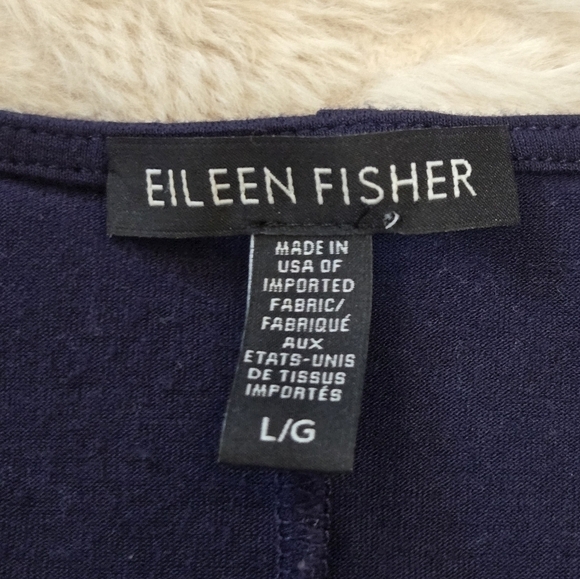 EILEEN FISHER
MADE IN
USA OF
IMPORTED
FABRIC/
FABRIQUÉ
AUX
ETATS-UNIS
DE TISSUS
IMPORTÉS
L/G